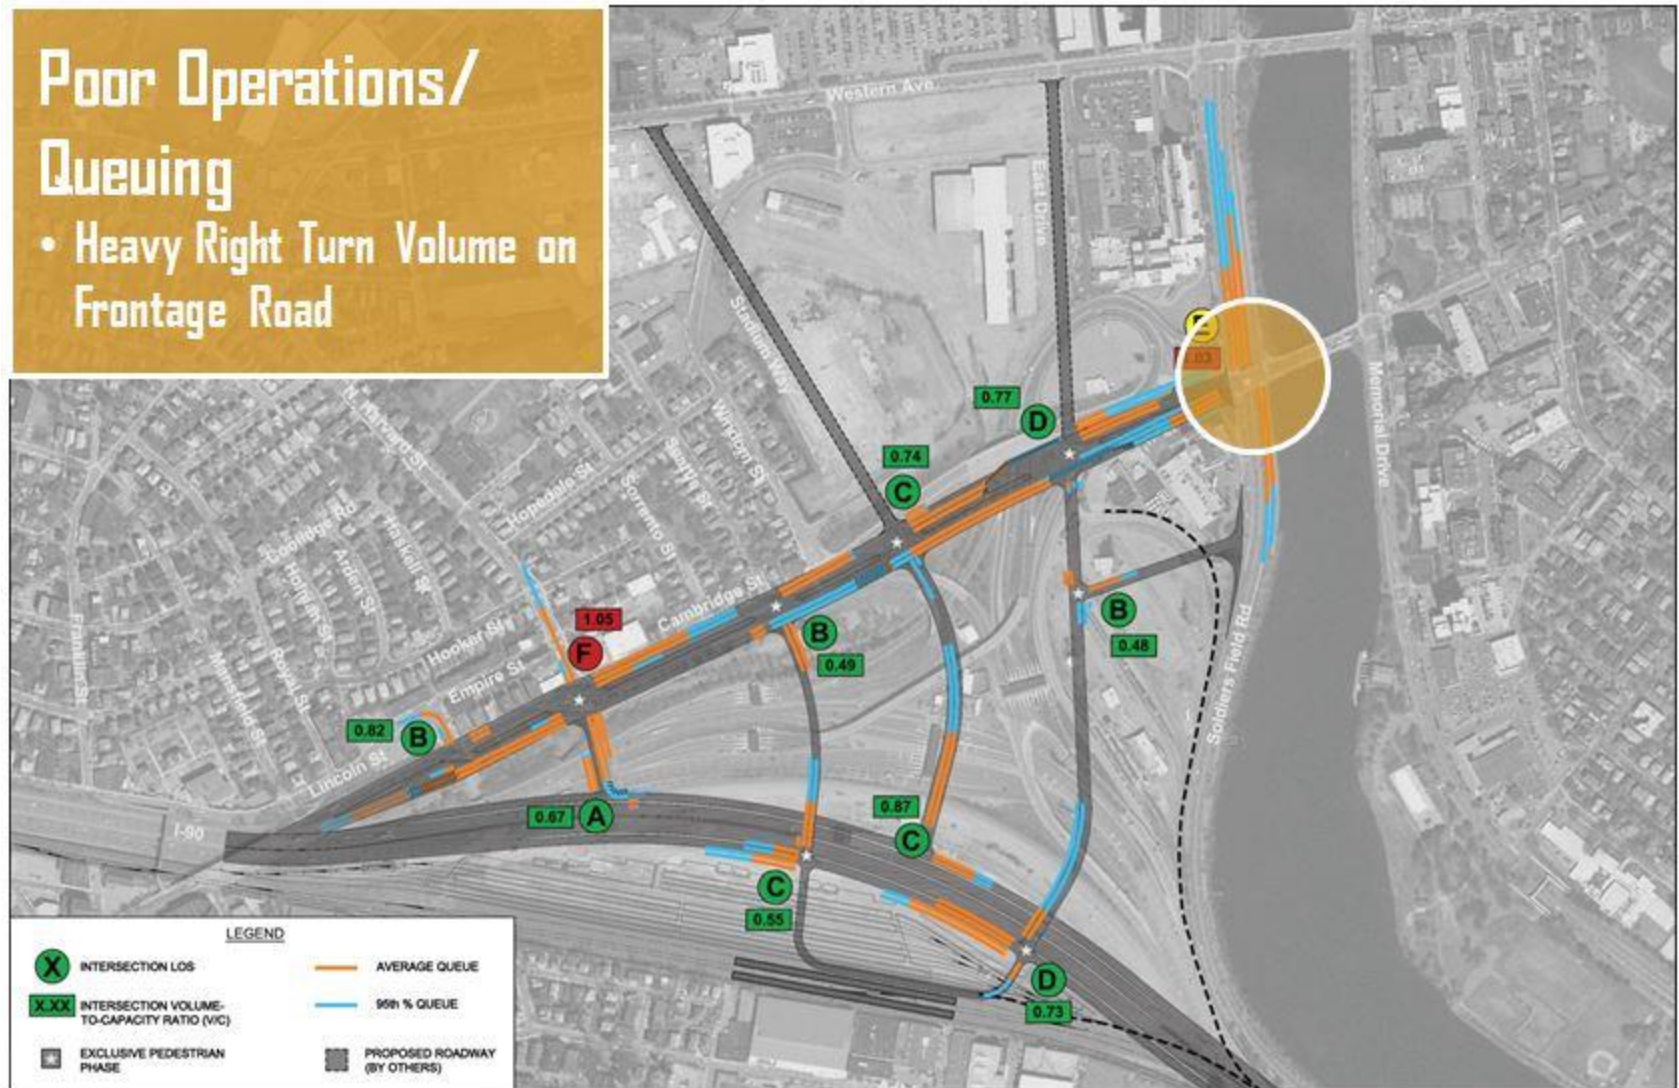 Poor Operations/
Queuing
• Heavy Right Turn Volume on
Frontage Road
Western Ave.
East Drive
Stadium Way
Memorial Drive
N. Harvard St
Windom St
Seattle St
Hopedale St
Sorrento St
Coolidge Rd
Haskell St
Arden St
Holton St
Hooker St
Empire St
Cambridge St
Franklin St
Mansfield St
Royal St
Lincoln St
I-90
Soldiers Field Rd
E
0.77
D
0.74
C
1.05
F
B
0.49
B
0.48
0.82
B
0.67
A
0.87
C
C
0.55
D
0.73
LEGEND
X INTERSECTION LOS
X.XX INTERSECTION VOLUME-
TO-CAPACITY RATIO (V/C)
EXCLUSIVE PEDESTRIAN
PHASE
AVERAGE QUEUE
95th % QUEUE
PROPOSED ROADWAY
(BY OTHERS)